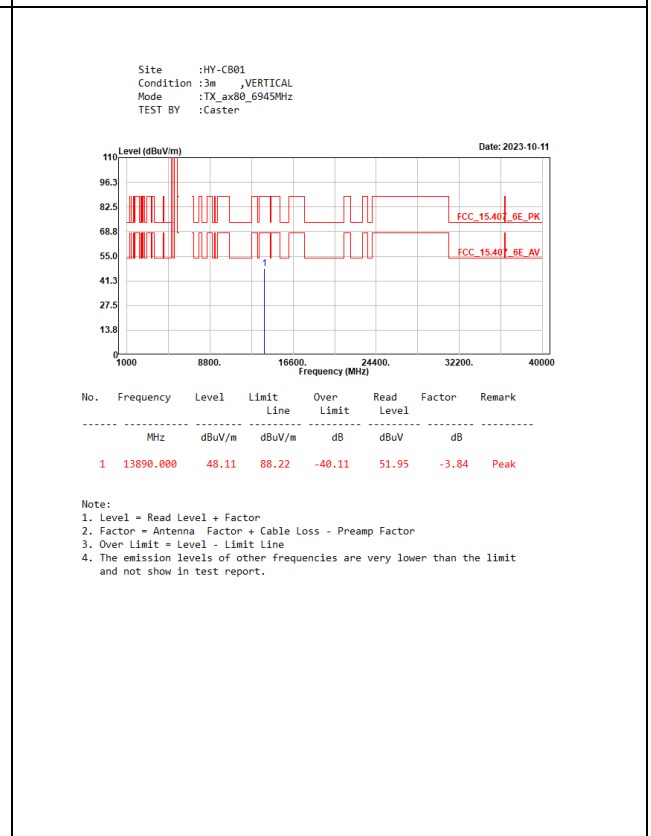 Site :HY-CB01
Condition :3m ,VERTICAL
Mode :TX_ax80_6945MHz
TEST BY :Caster
Level (dBuV/m) Date: 2023-10-11
110
96.3
82.5
FCC_15.407_6E_PK
68.8
FCC_15.407_6E_AV
55.0
1
41.3
27.5
13.8
0
1000 8800. 16600. 24400. 32200. 40000
Frequency (MHz)
No. Frequency Level Limit Over Read Factor Remark
Line Limit Level
------ ----------- --------- --------- --------- --------- -------- ---------
MHz dBuV/m dBuV/m dB dBuV dB
1 13890.000 48.11 88.22 -40.11 51.95 -3.84 Peak
Note:
1. Level = Read Level + Factor
2. Factor = Antenna Factor + Cable Loss - Preamp Factor
3. Over Limit = Level - Limit Line
4. The emission levels of other frequencies are very lower than the limit
and not show in test report.